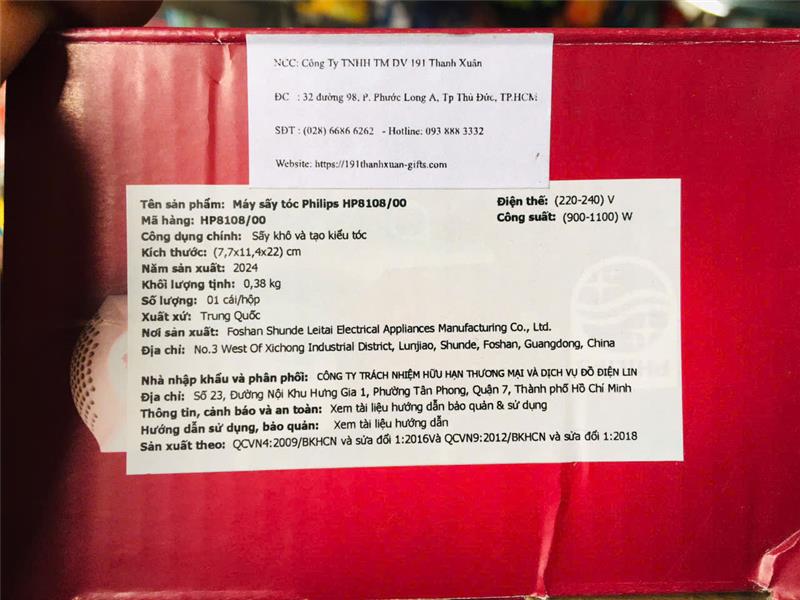 NCC: Công Ty TNHH TM DV 191 Thanh Xuân
ĐC : 32 đường 98, P. Phước Long A, Tp Thủ Đức, TP.HCM
SĐT : (028) 6686 6262 - Hotline: 093 888 3332
Website: https://191thanhxuan-gifts.com
Tên sản phẩm: Máy sấy tóc Philips HP8108/00
Điện thế: (220-240) V
Mã hàng: HP8108/00
Công suất: (900-1100) W
Công dụng chính: Sấy khô và tạo kiểu tóc
Kích thước: (7,7x11,4x22) cm
Năm sản xuất: 2024
Khối lượng tịnh: 0,38 kg
Số lượng: 01 cái/hộp
Xuất xứ: Trung Quốc
Nơi sản xuất: Foshan Shunde Leitai Electrical Appliances Manufacturing Co., Ltd.
Địa chỉ: No.3 West Of Xichong Industrial District, Lunjiao, Shunde, Foshan, Guangdong, China
Nhà nhập khẩu và phân phối: CÔNG TY TRÁCH NHIỆM HỮU HẠN THƯƠNG MẠI VÀ DỊCH VỤ ĐỒ ĐIỆN LIN
Địa chỉ: Số 23, Đường Nội Khu Hưng Gia 1, Phường Tân Phong, Quận 7, Thành phố Hồ Chí Minh
Thông tin, cảnh báo và an toàn: Xem tài liệu hướng dẫn bảo quản & sử dụng
Hướng dẫn sử dụng, bảo quản: Xem tài liệu hướng dẫn
Sản xuất theo: QCVN4:2009/BKHCN và sửa đổi 1:2016Và QCVN9:2012/BKHCN và sửa đổi 1:2018